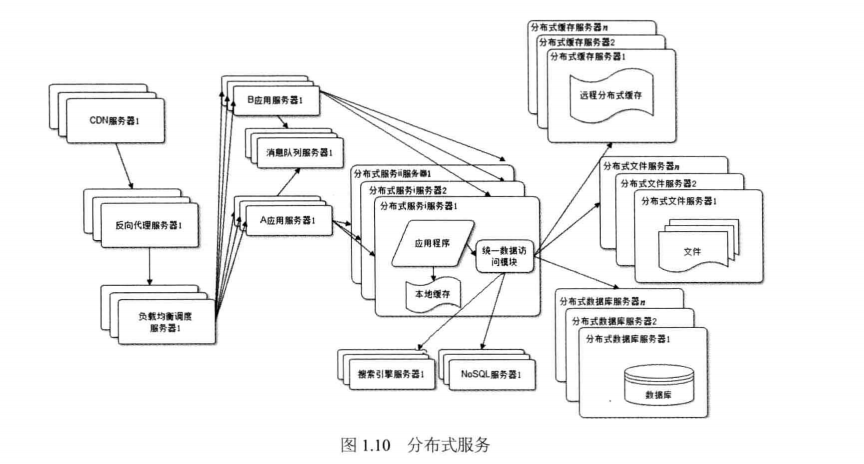 分布式缓存服务器n
分布式缓存服务器2
分布式缓存服务器1
远程分布式缓存
CDN服务器1
B应用服务器1
消息队列服务器1
分布式服务ii服务器1
分布式服务i服务器2
分布式服务i服务器1
分布式文件服务器n
分布式文件服务器2
分布式文件服务器1
文件
反向代理服务器1
A应用服务器1
应用程序
统一数据访
问模块
本地缓存
负载均衡调度
服务器1
分布式数据库服务器n
分布式数据库服务器2
分布式数据库服务器1
数据库
搜索引擎服务器1
NoSQL服务器1
图 1.10 分布式服务